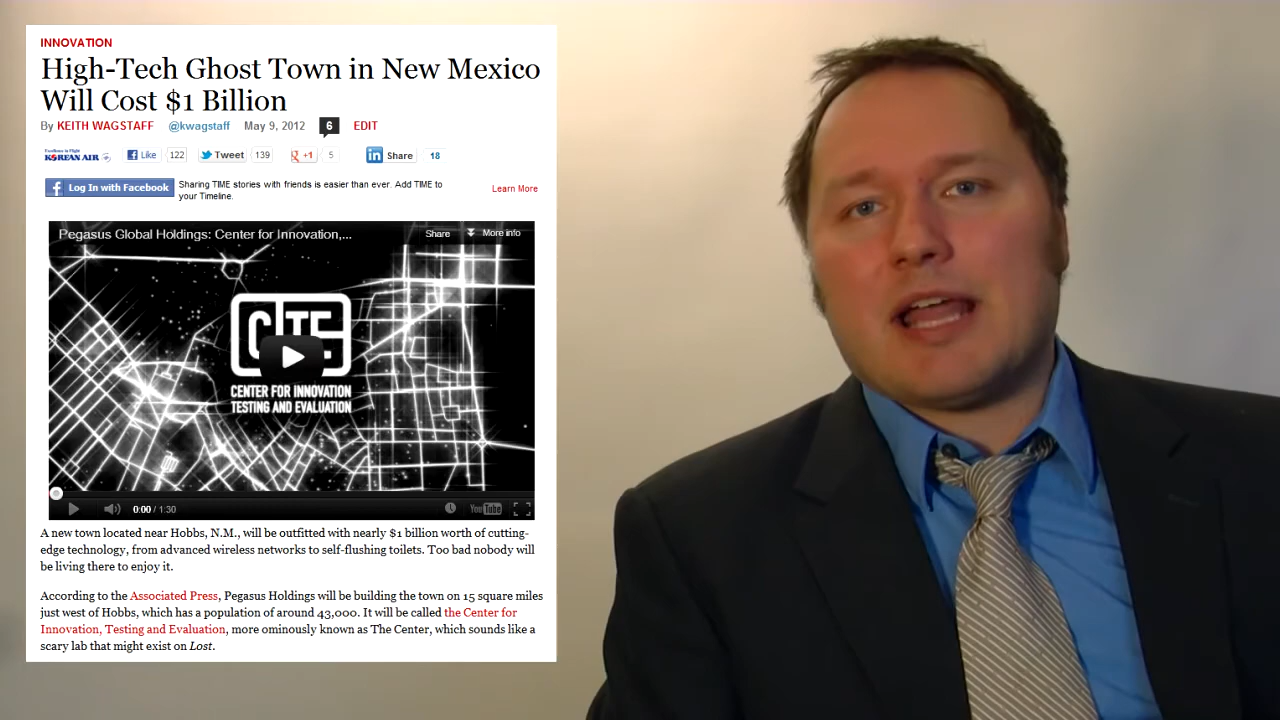 INNOVATION
High-Tech Ghost Town in New Mexico
Will Cost $1 Billion
By KEITH WAGSTAFF @kwagstaff May 9, 2012 6 EDIT
Excellence in Flight
KOREAN AIR Like 122 Tweet 139 +1 5 in Share 18
f Log In with Facebook Sharing TIME stories with friends is easier than ever. Add TIME to
your Timeline. Learn More
Pegasus Global Holdings: Center for Innovation,... Share More info
CITE
CENTER FOR INNOVATION
TESTING AND EVALUATION
0:00 / 1:30 YouTube
A new town located near Hobbs, N.M., will be outfitted with nearly $1 billion worth of cutting-
edge technology, from advanced wireless networks to self-flushing toilets. Too bad nobody will
be living there to enjoy it.
According to the Associated Press, Pegasus Holdings will be building the town on 15 square miles
just west of Hobbs, which has a population of around 43,000. It will be called the Center for
Innovation, Testing and Evaluation, more ominously known as The Center, which sounds like a
scary lab that might exist on Lost.